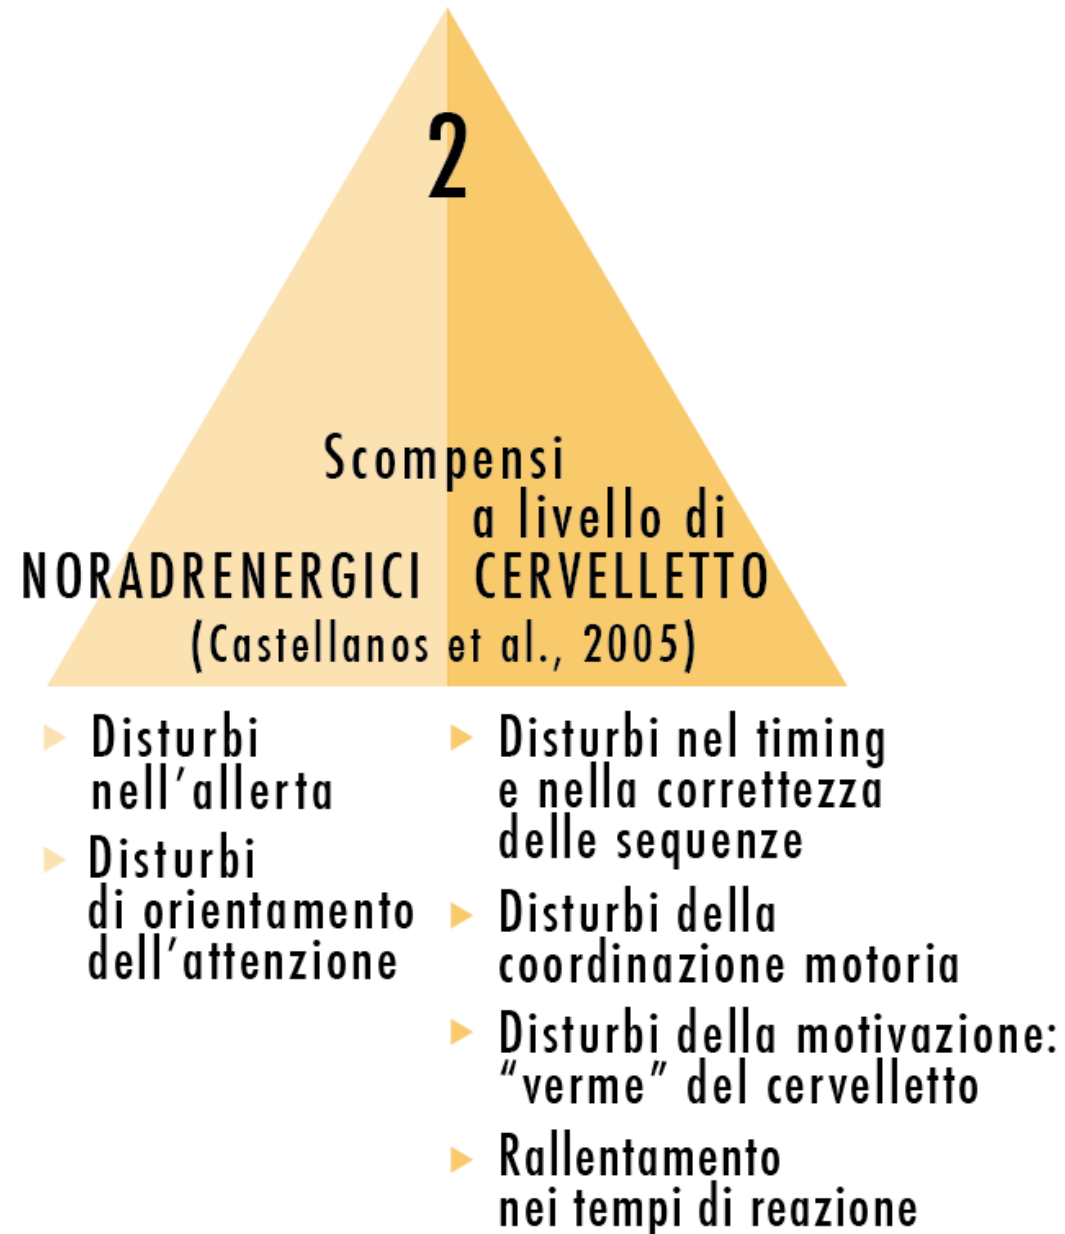 2
Scompensi
a livello di
NORADRENERGICI CERVELLETTO
(Castellanos et al., 2005)
Disturbi
nell'allerta
Disturbi
di orientamento
dell'attenzione
Disturbi nel timing
e nella correttezza
delle sequenze
Disturbi della
coordinazione motoria
Disturbi della motivazione:
"verme" del cervelletto
Rallentamento
nei tempi di reazione